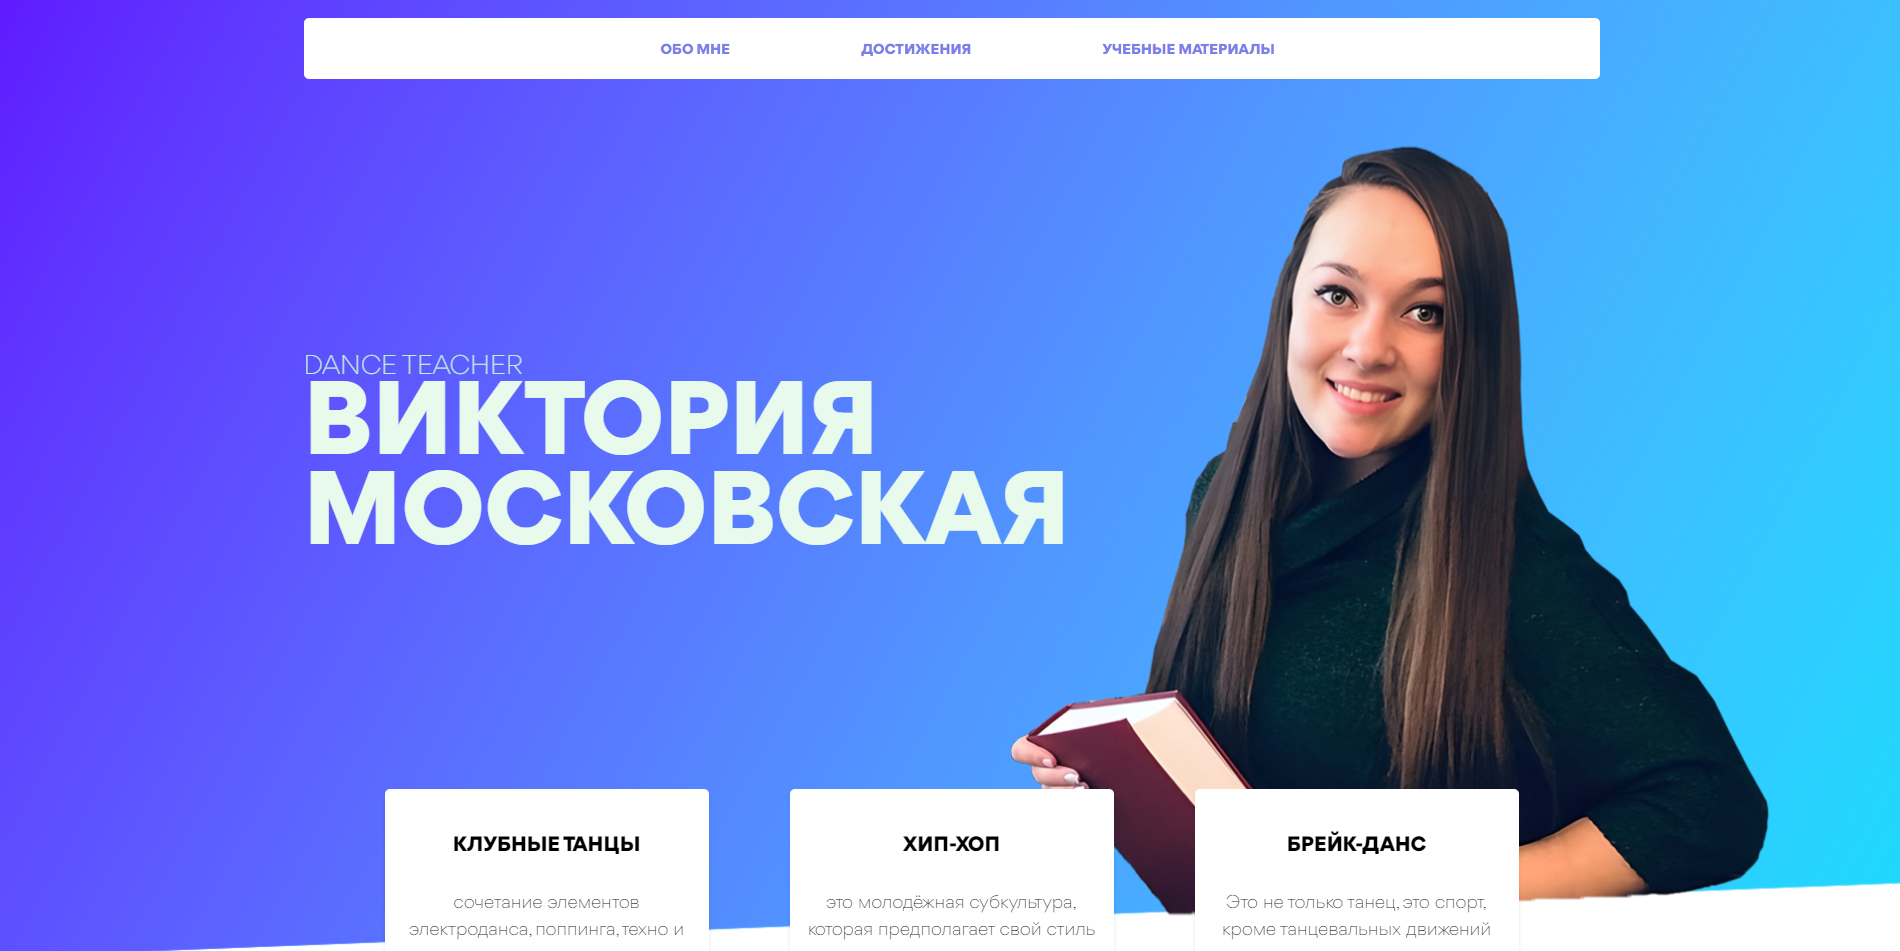 ОБО МНЕ
ДОСТИЖЕНИЯ
УЧЕБНЫЕ МАТЕРИАЛЫ
DANCE TEACHER
ВИКТОРИЯ
МОСКОВСКАЯ
КЛУБНЫЕ ТАНЦЫ
сочетание элементов
электроданса, поппинга, техно и
ХИП-ХОП
это молодёжная субкультура,
которая предполагает свой стиль
БРЕЙК-ДАНС
Это не только танец, это спорт,
кроме танцевальных движений